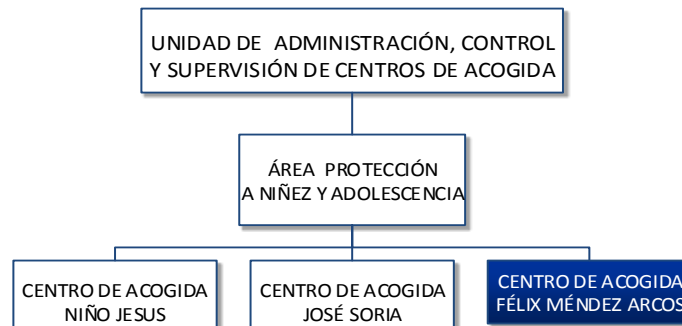 UNIDAD DE ADMINISTRACIÓN, CONTROL
Y SUPERVISIÓN DE CENTROS DE ACOGIDA
ÁREA PROTECCIÓN
A NIÑEZ Y ADOLESCENCIA
CENTRO DE ACOGIDA
NIÑO JESUS
CENTRO DE ACOGIDA
JOSÉ SORIA
CENTRO DE ACOGIDA
FÉLIX MÉNDEZ ARCOS